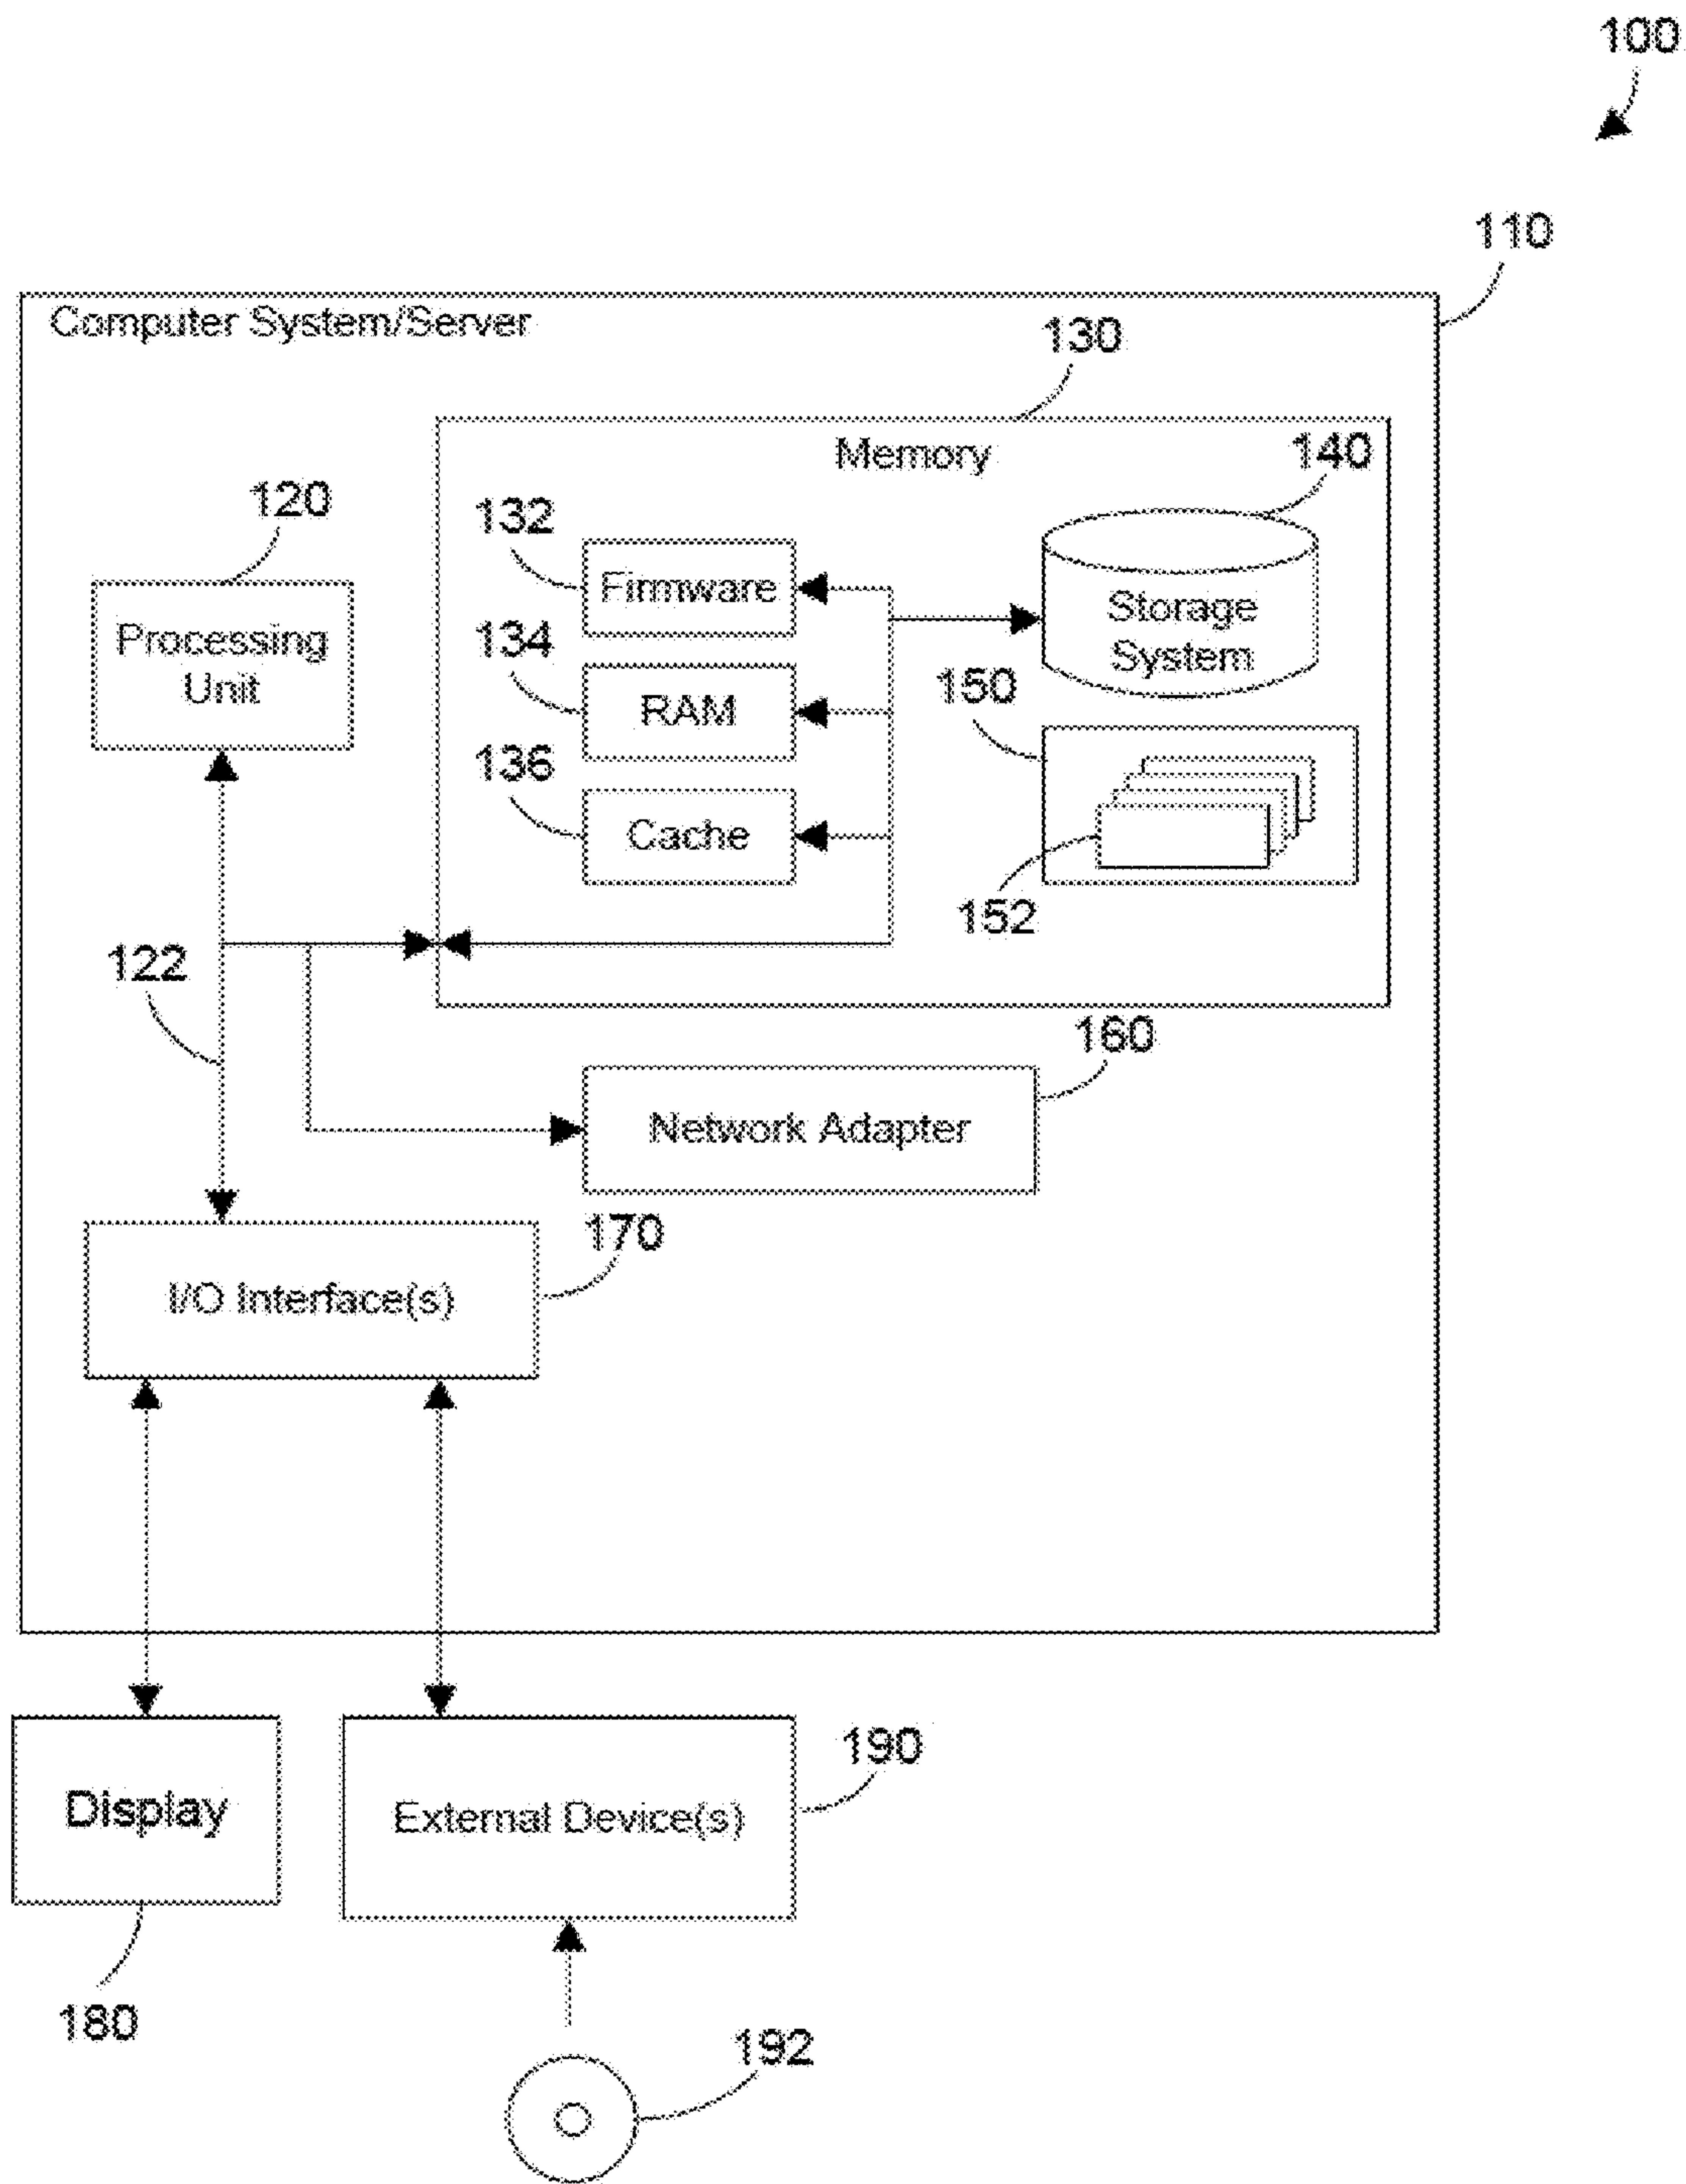 100
110
Computer System/Server
130
Memory
140
120
132
Firmware
Processing
Unit
134
RAM
Storage
System
150
136
Cache
152
122
160
Network Adapter
170
I/O Interface(s)
190
Display
External Device(s)
180
192